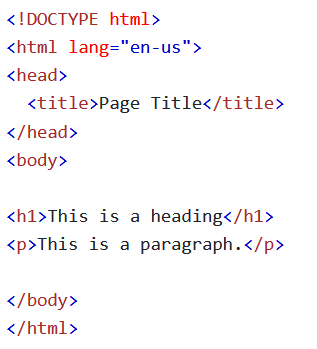 <!DOCTYPE html>
<html lang="en-us">
<head>
  <title>Page Title</title>
</head>
<body>

<h1>This is a heading</h1>
<p>This is a paragraph.</p>

</body>
</html>